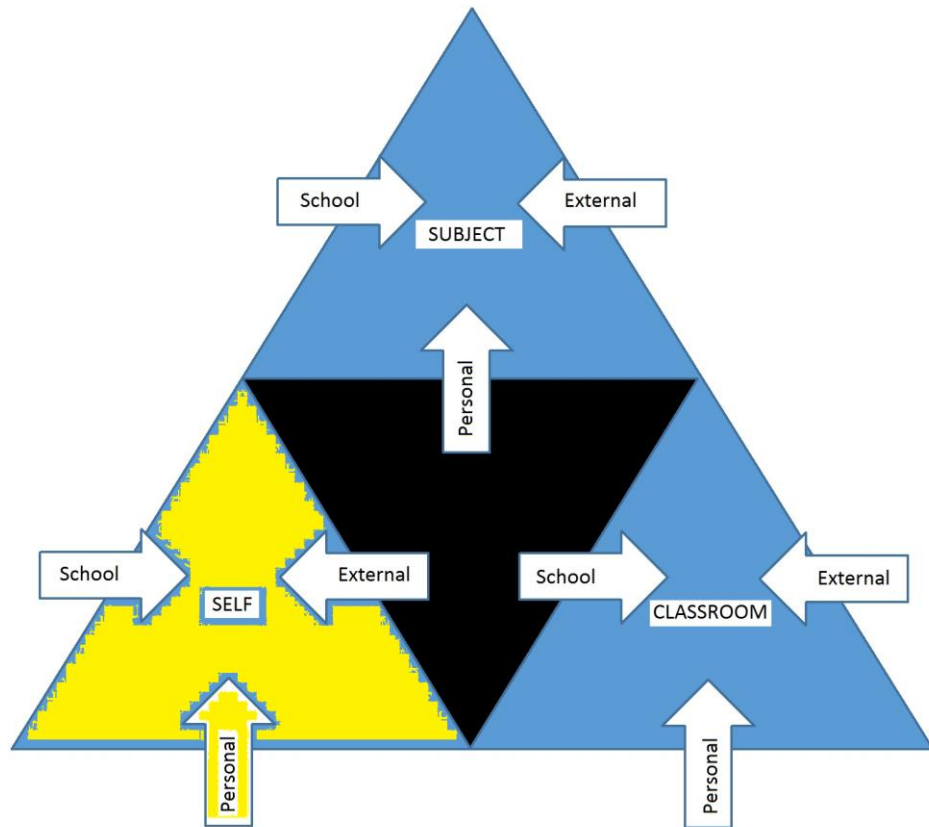 School
External
SUBJECT
Personal
School
External
School
External
SELF
CLASSROOM
Personal
Personal